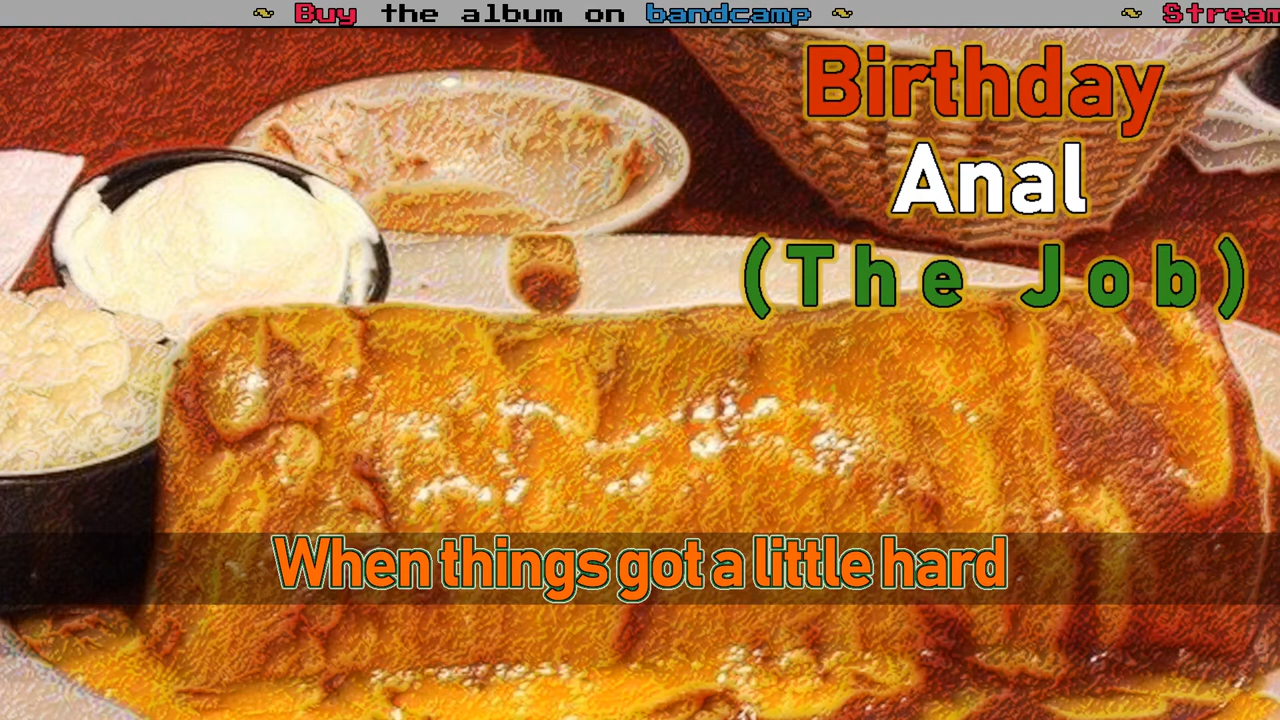 ~ Buy the album on bandcamp ~ ~ Stream
Birthday
Anal
(The Job)
When things got a little hard